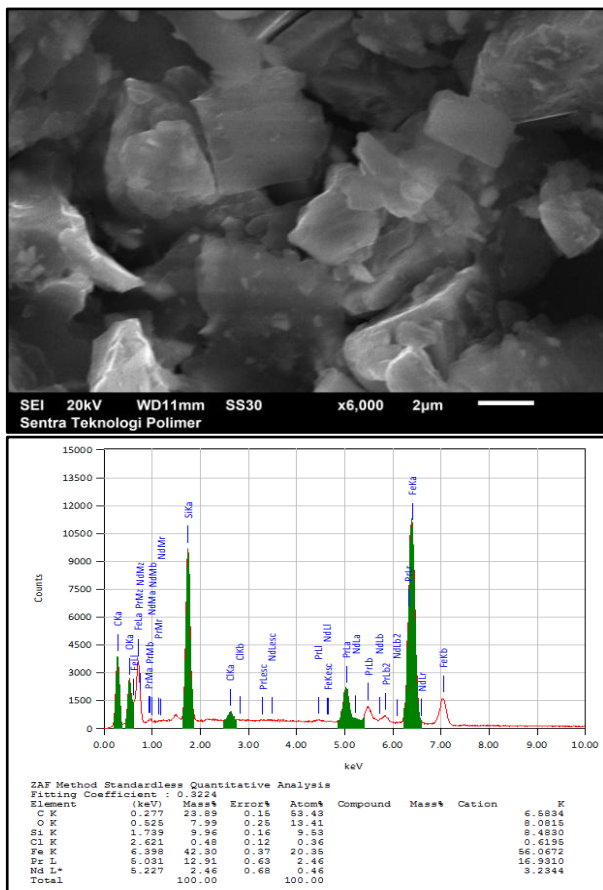 SEI 20kV WD11mm SS30 x6,000 2μm
Sentra Teknologi Polimer
15000
13500
12000
10500
9000
7500
6000
4500
3000
1500
0
Counts
CKa
OKa
FeLl
FeLa
PrMz
NdMz
PrMa
PrMb
NdMa
NdMb
PrMr
NdMr
SiKa
ClKa
ClKb
PrLesc
NdLesc
PrLl
NdLl
FeKesc
PrLa
NdLa
PrLb
NdLb
PrLb2
NdLb2
PrLr
FeKa
NdLr
FeKb
0.00 1.00 2.00 3.00 4.00 5.00 6.00 7.00 8.00 9.00 10.00
keV
ZAF Method Standardless Quantitative Analysis
Fitting Coefficient : 0.3224
Element (keV) Mass% Error% Atom% Compound Mass% Cation K
C K 0.277 23.89 0.15 53.43 6.5834
O K 0.525 7.99 0.25 13.41 8.0815
Si K 1.739 9.96 0.16 9.53 8.4830
Cl K 2.621 0.48 0.12 0.36 0.6195
Fe K 6.398 42.30 0.37 20.35 56.0672
Pr L 5.031 12.91 0.63 2.46 16.9310
Nd L* 5.227 2.46 0.68 0.46 3.2344
Total 100.00 100.00